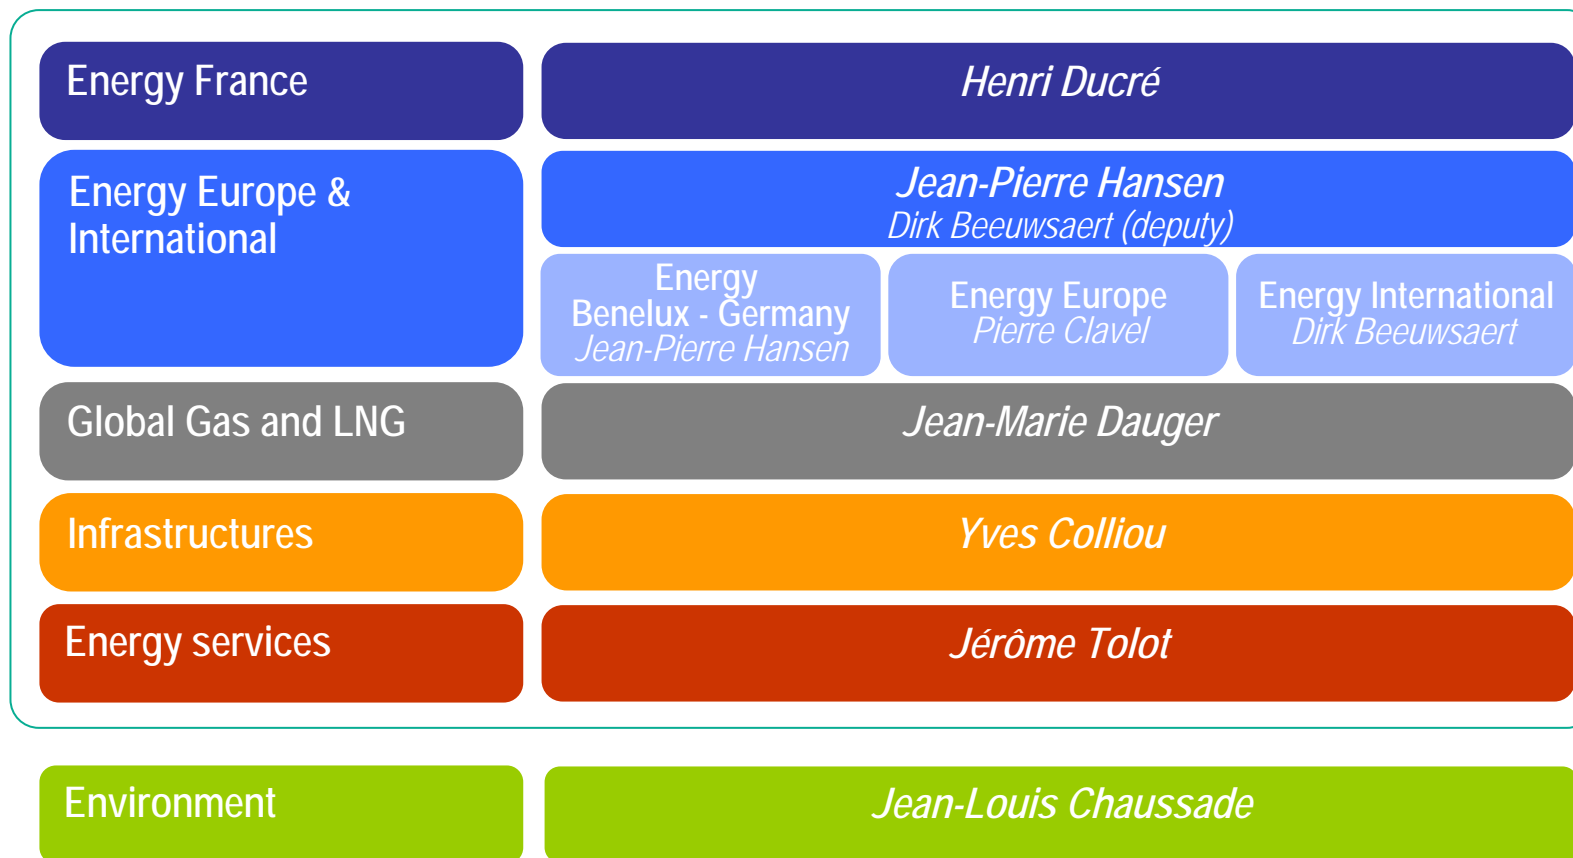 Energy France
Henri Ducré
Energy Europe &
International
Jean-Pierre Hansen
Dirk Beeuwsaert (deputy)
Energy
Benelux - Germany
Jean-Pierre Hansen
Energy Europe
Pierre Clavel
Energy International
Dirk Beeuwsaert
Global Gas and LNG
Jean-Marie Dauger
Infrastructures
Yves Colliou
Energy services
Jérôme Tolot
Environment
Jean-Louis Chaussade